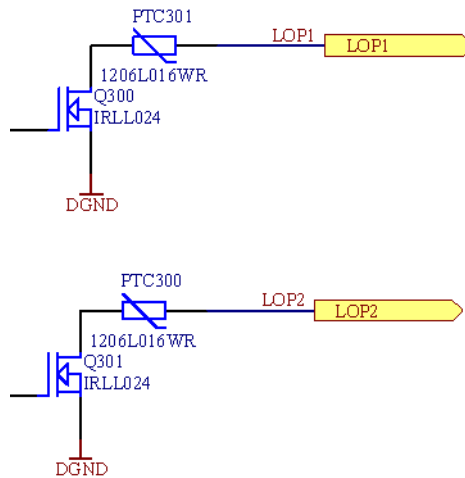 PTC301
LOP1
LOP1
1206L016WR
Q300
IRLL024
DGND
PTC300
LOP2
LOP2
1206L016WR
Q301
IRLL024
DGND